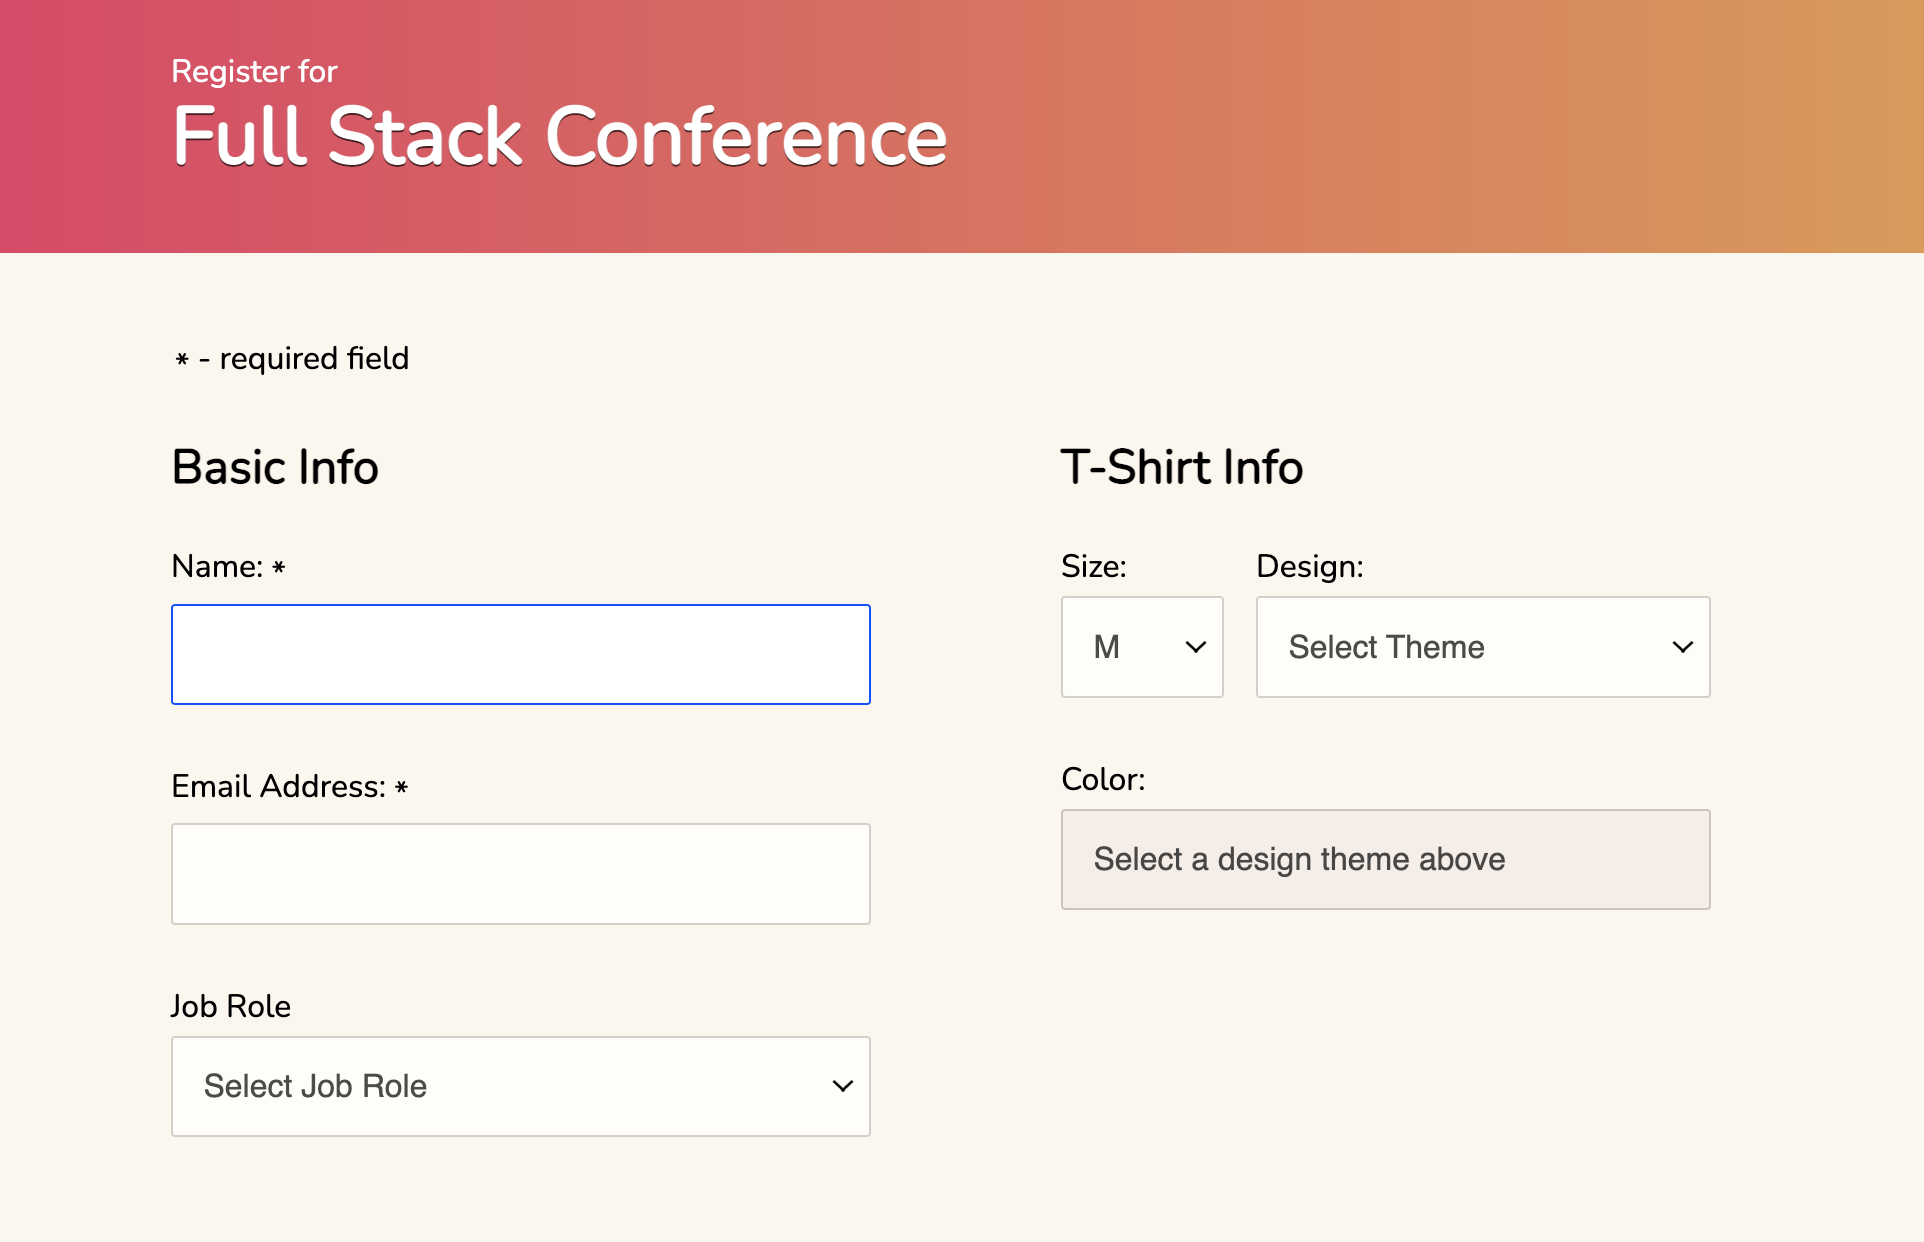 Register for
Full Stack Conference
* - required field
Basic Info
Name: *
Email Address: *
Job Role
Select Job Role
T-Shirt Info
Size:
M
Design:
Select Theme
Color:
Select a design theme above